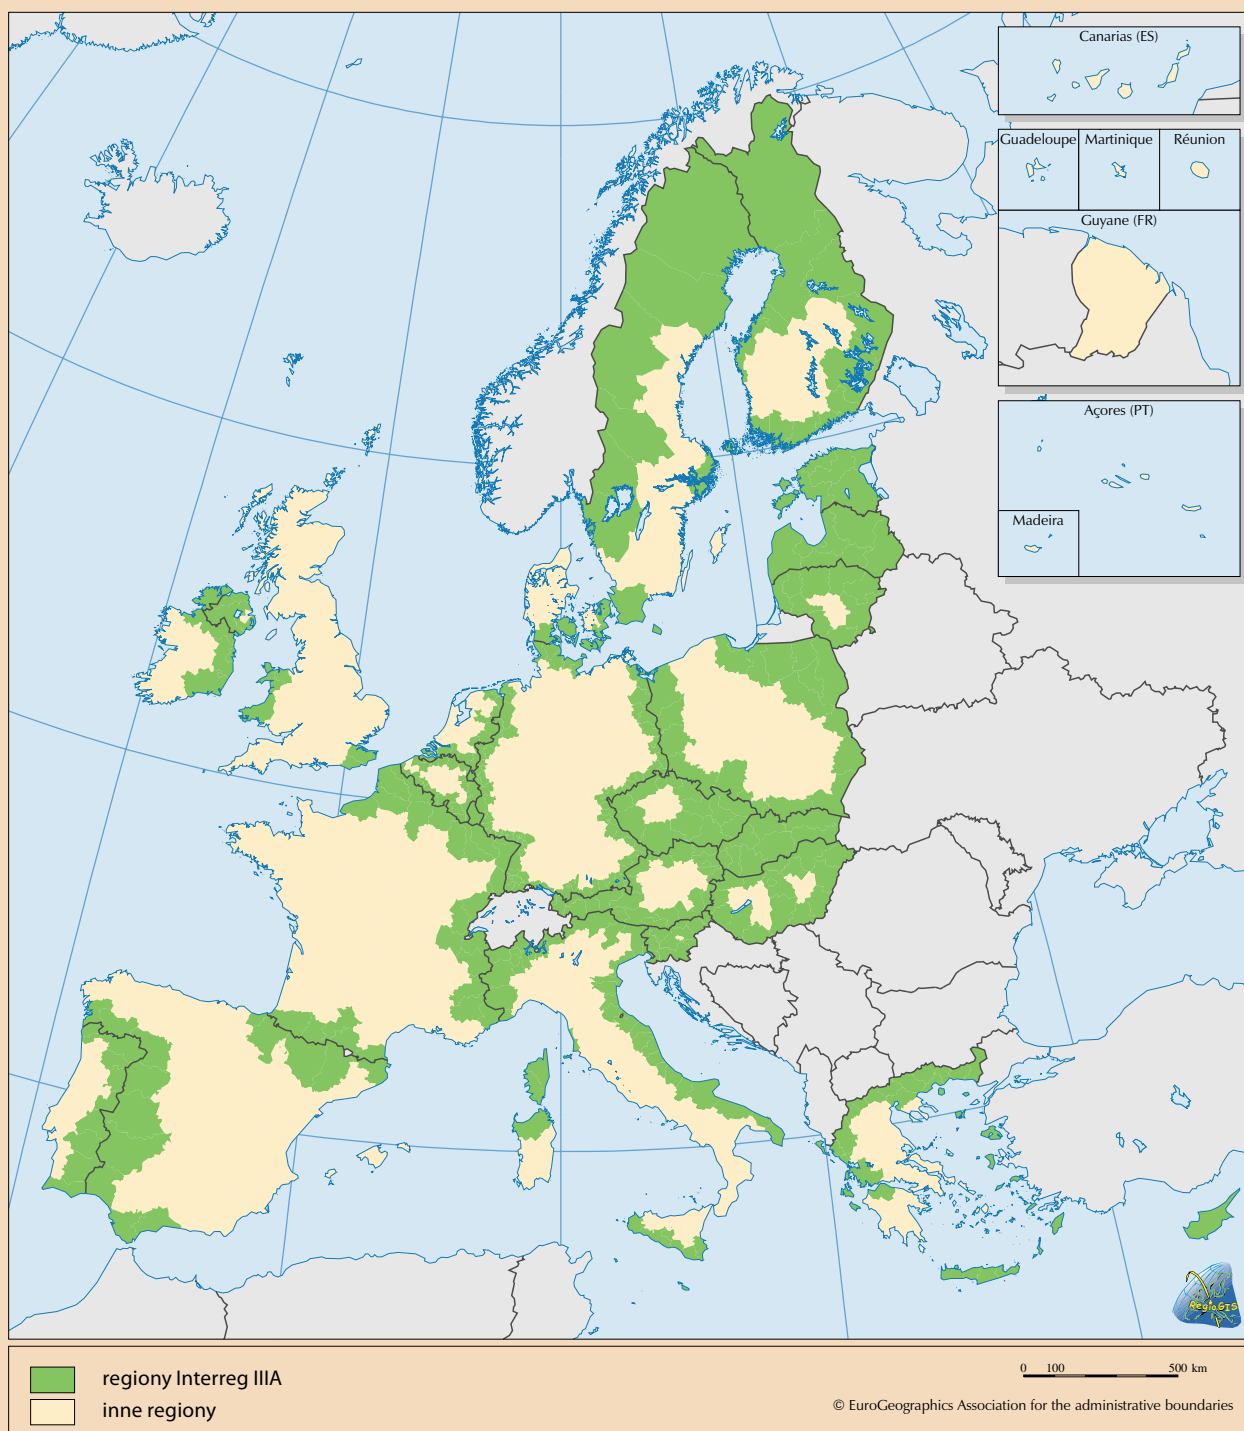 Canarias (ES)
Guadeloupe
Martinique
Réunion
Guyane (FR)
Açores (PT)
Madeira
RegioGIS
regiony Interreg IIIA
inne regiony
0 100 500 km
© EuroGeographics Association for the administrative boundaries